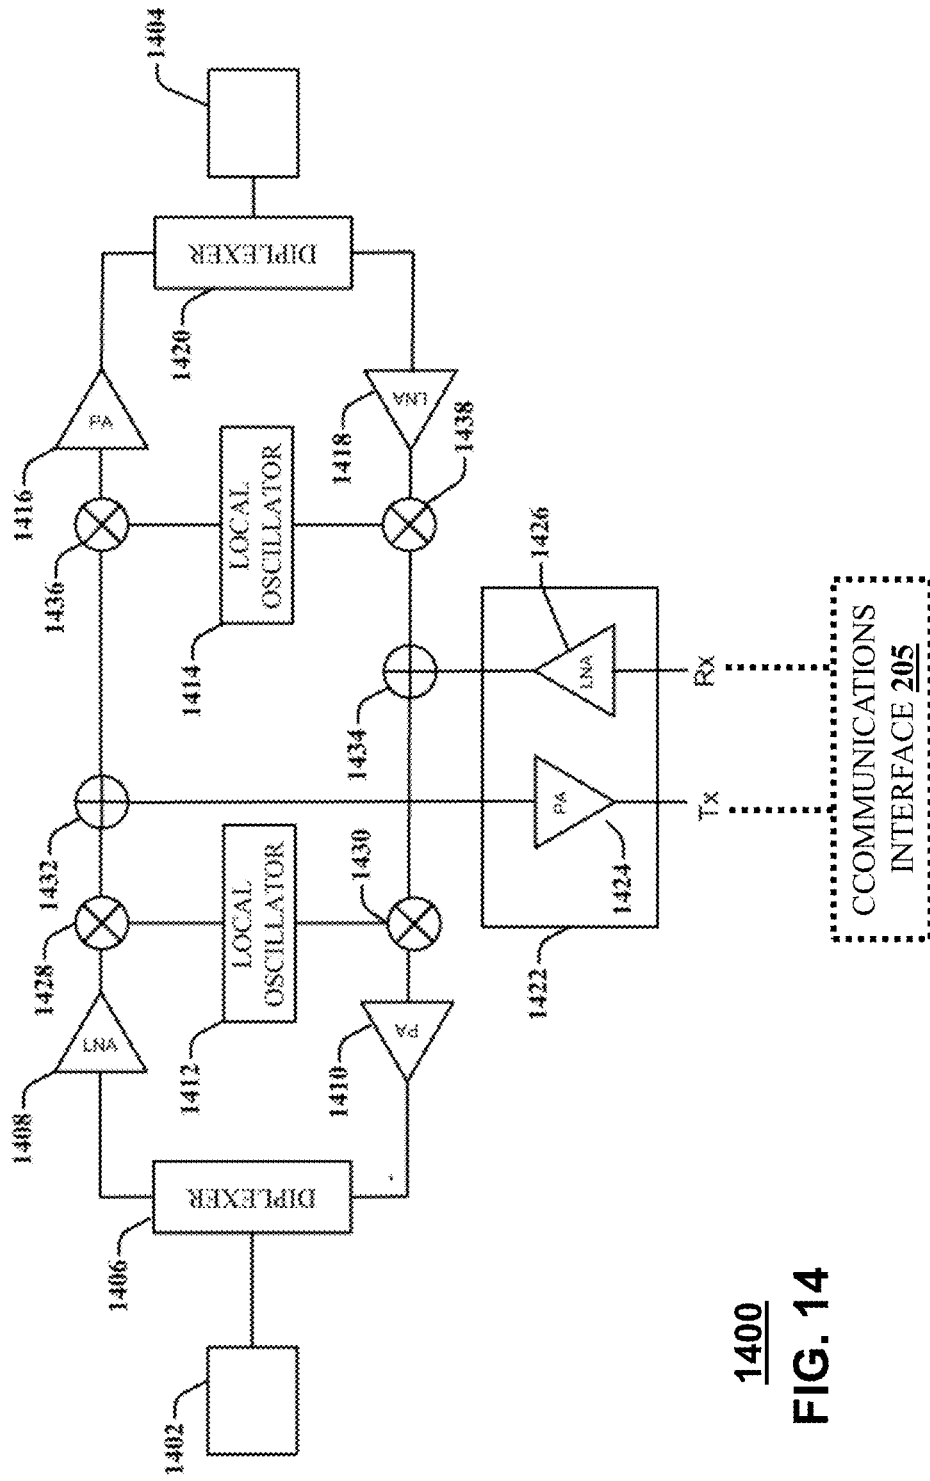 1404
1416
1436
PA
DIPLEXER
1420
LOCAL
OSCILLATOR
1414
LNA
1418
1438
1432
1428
LNA
1408
LOCAL
OSCILLATOR
1412
1434
1430
PA
1410
DIPLEXER
1406
1402
1426
LNA
PA
1424
1422
Rx
Tx
CCOMMUNICATIONS
INTERFACE 205
1400
FIG. 14